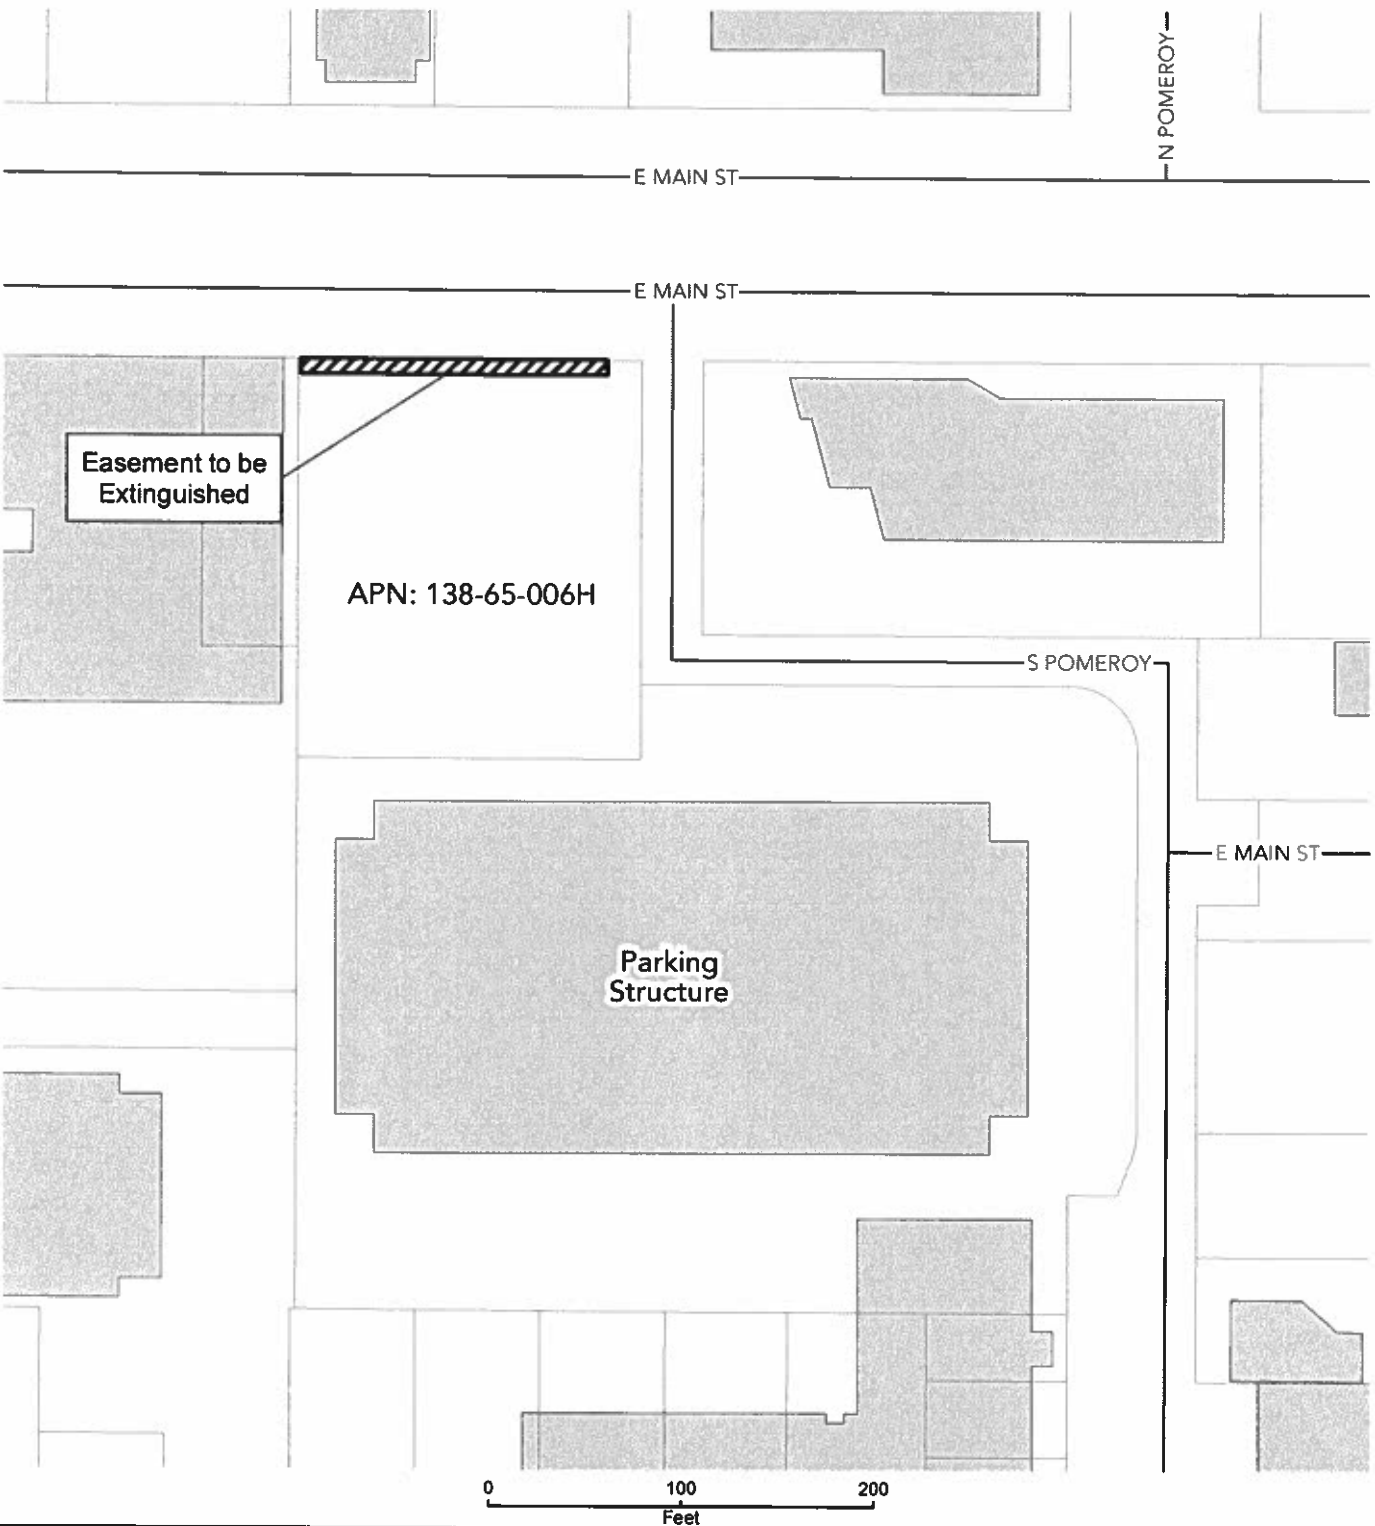 N POMEROY
E MAIN ST
E MAIN ST
Easement to be
Extinguished
APN: 138-65-006H
S POMEROY
E MAIN ST
Parking
Structure
0 100 200
Feet